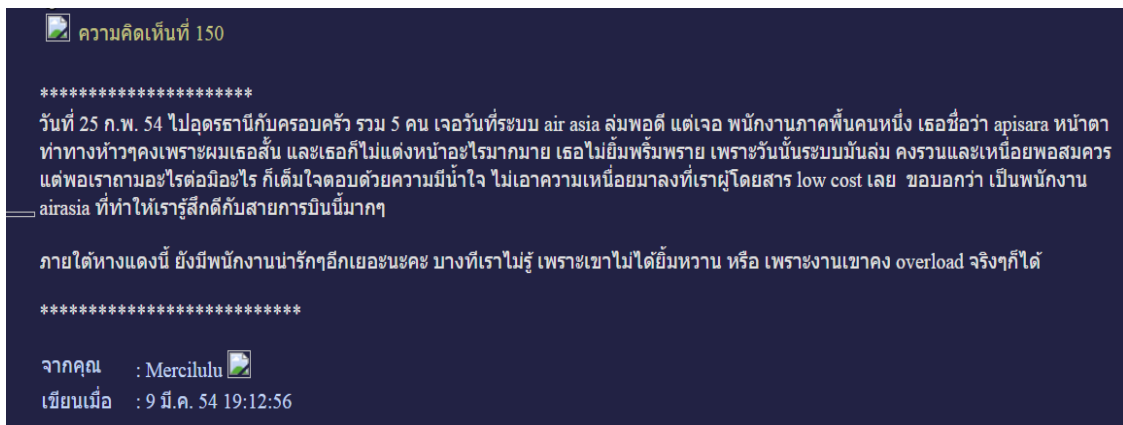 ความคิดเห็นที่ 150
**********************
วันที่ 25 ก.พ. 54 ไปอุดรธานีกับครอบครัว รวม 5 คน เจอวันที่ระบบ air asia ล่มพอดี แต่เจอ พนักงานภาคพื้นคนหนึ่ง เธอชื่อว่า apisara หน้าตา
ท่าทางห้าวๆคงเพราะผมเธอสั้น และเธอก็ไม่แต่งหน้าอะไรมากมาย เธอไม่ยิ้มพริ้มพราย เพราะวันนั้นระบบมันล่ม คงรวนและเหนื่อยพอสมควร
แต่พอเราถามอะไรต่อมิอะไร ก็เต็มใจตอบด้วยความมีน้ำใจ ไม่เอาความเหนื่อยมาลงที่เราผู้โดยสาร low cost เลย ขอบอกว่า เป็นพนักงาน
airasia ที่ทำให้เรารู้สึกดีกับสายการบินนี้มากๆ
ภายใต้หางแดงนี้ ยังมีพนักงานน่ารักๆอีกเยอะนะคะ บางทีเราไม่รู้ เพราะเขาไม่ได้ยิ้มหวาน หรือ เพราะงานเขาคง overload จริงๆก็ได้
***************************
จากคุณ : Mercilulu
เขียนเมื่อ : 9 มี.ค. 54 19:12:56